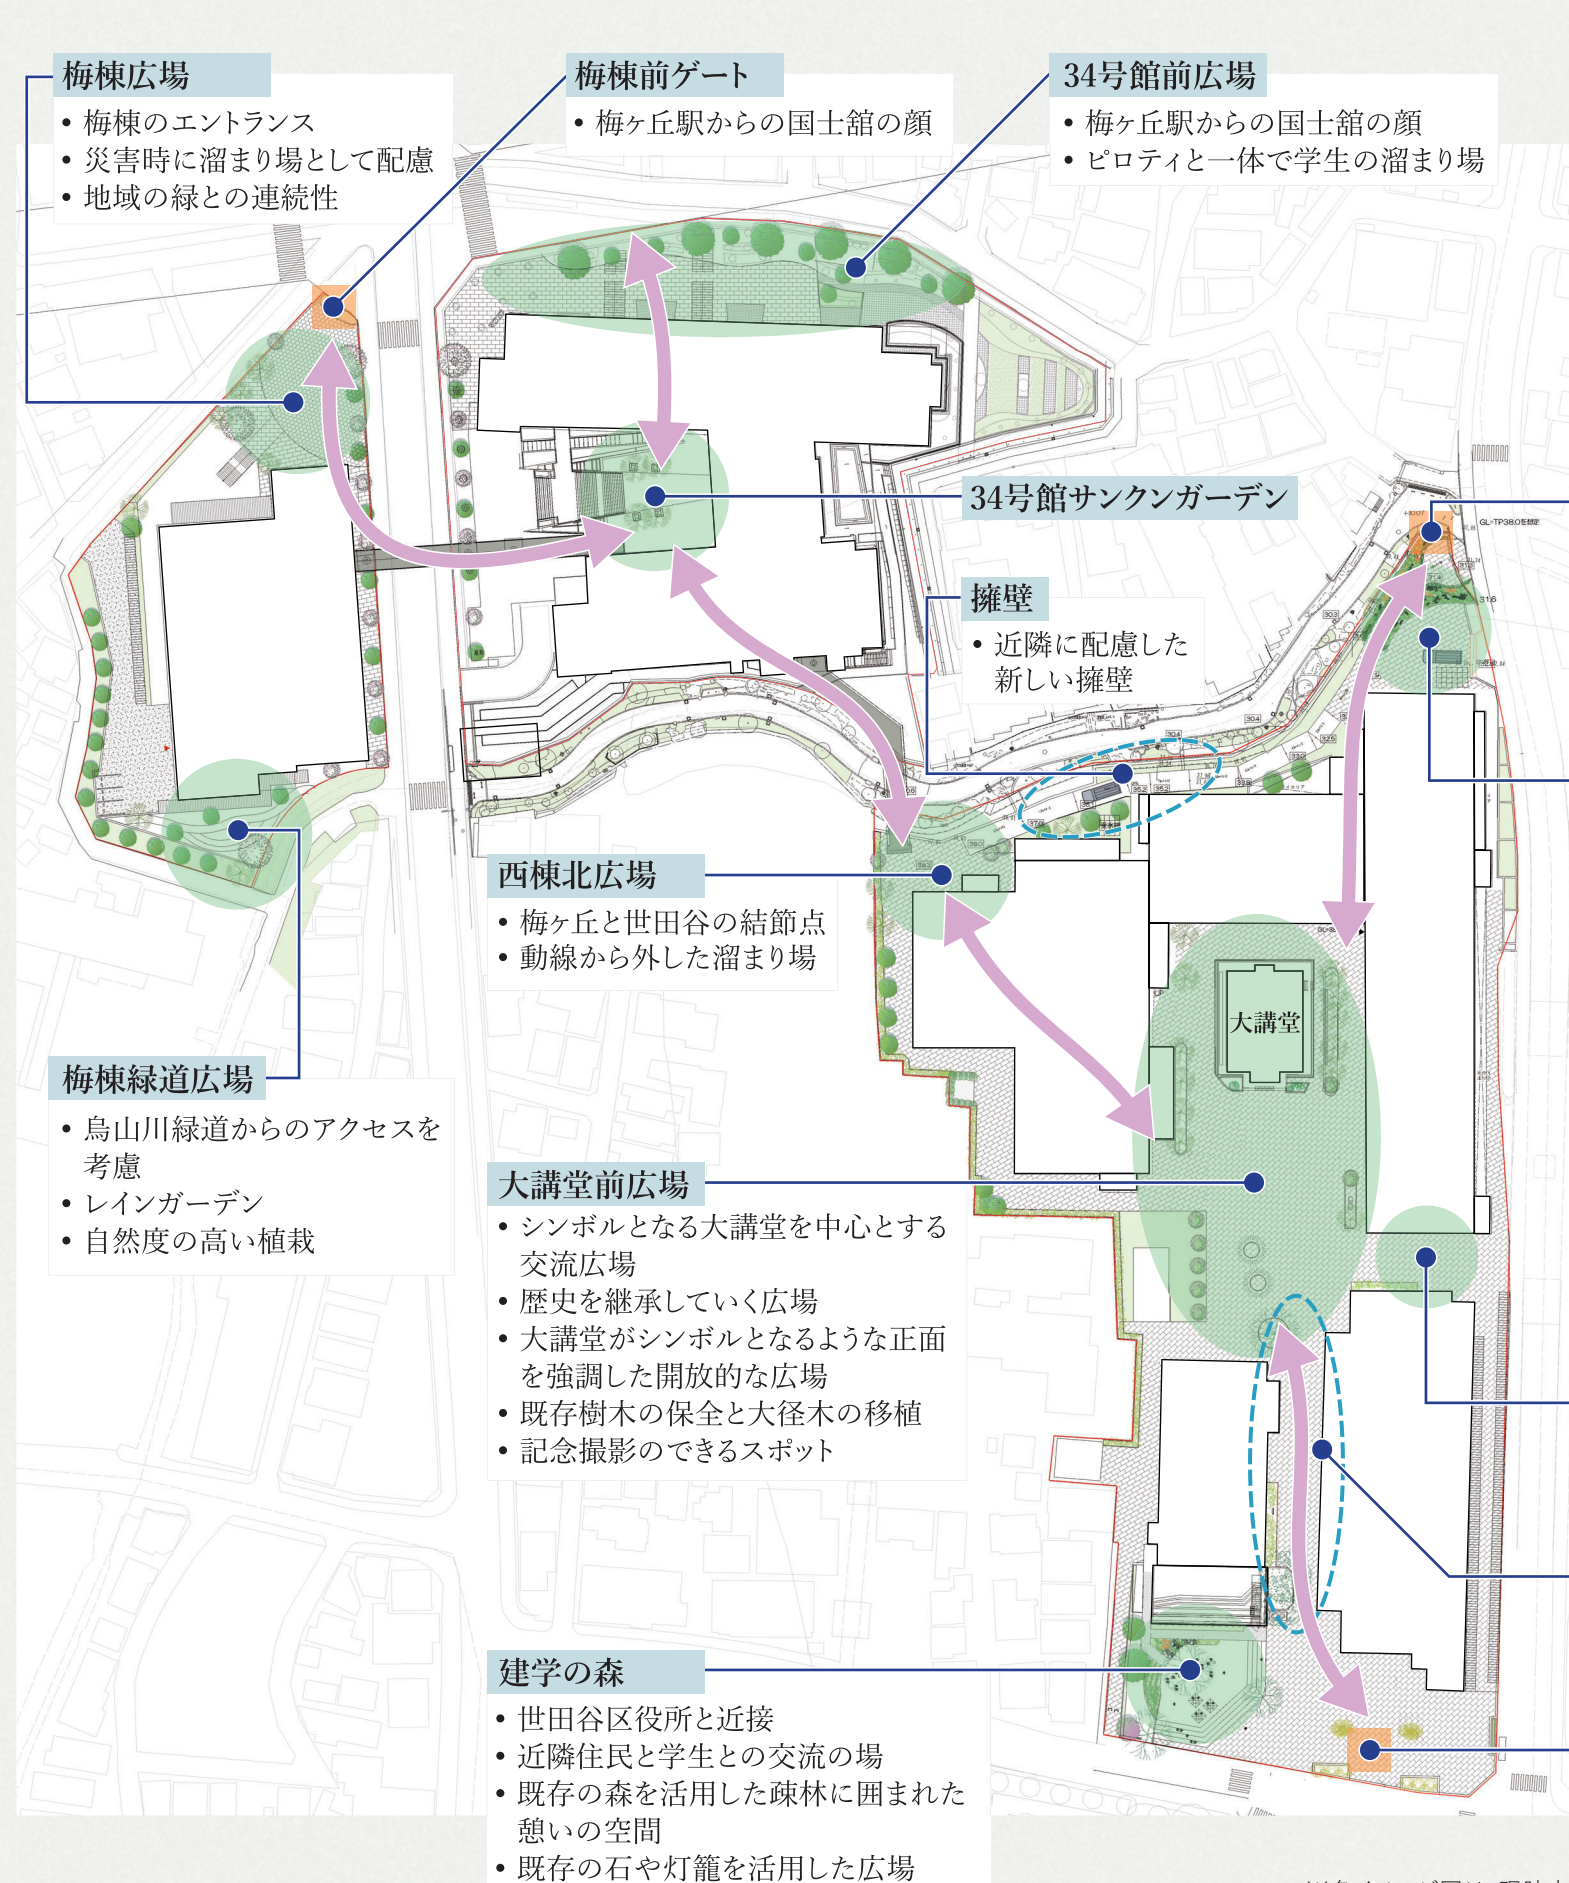 梅棟広場
• 梅棟のエントランス
• 災害時に溜まり場として配慮
• 地域の緑との連続性
梅棟前ゲート
• 梅ヶ丘駅からの国士舘の顔
34号館前広場
• 梅ヶ丘駅からの国士舘の顔
• ピロティと一体で学生の溜まり場
34号館サンクンガーデン
GL=TP38.0を想定
擁壁
• 近隣に配慮した
新しい擁壁
西棟北広場
• 梅ヶ丘と世田谷の結節点
• 動線から外した溜まり場
大講堂
梅棟緑道広場
• 烏山川緑道からのアクセスを
考慮
• レインガーデン
• 自然度の高い植栽
大講堂前広場
• シンボルとなる大講堂を中心とする
交流広場
• 歴史を継承していく広場
• 大講堂がシンボルとなるような正面
を強調した開放的な広場
• 既存樹木の保全と大径木の移植
• 記念撮影のできるスポット
建学の森
• 世田谷区役所と近接
• 近隣住民と学生との交流の場
• 既存の森を活用した疎林に囲まれた
憩いの空間
• 既存の石や灯籠を活用した広場